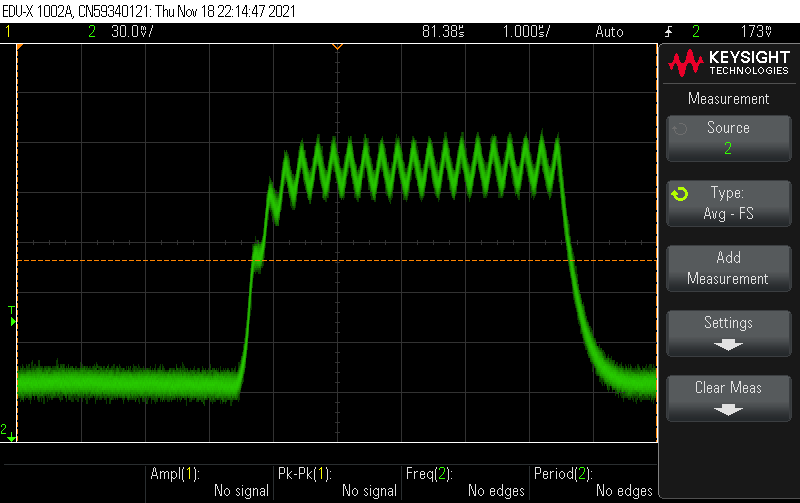 EDU-X 1002A, CN59340121: Thu Nov 18 22:14:47 2021
1 2 30.0V/ 81.38s 1.000s/ Auto 2 173V
KEYSIGHT
TECHNOLOGIES
Measurement
Source
2
Type:
Avg - FS
Add
Measurement
Settings
Clear Meas
T
2
Ampl(1): Pk-Pk(1): Freq(2): Period(2):
No signal No signal No edges No edges